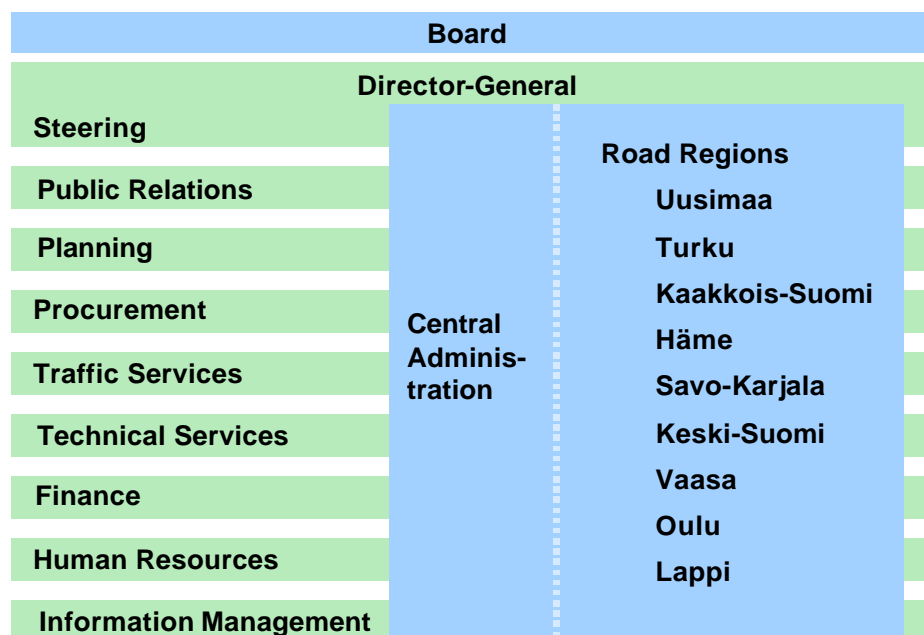 Board
Director-General
Steering
Public Relations
Planning
Procurement
Traffic Services
Technical Services
Finance
Human Resources
Information Management
Central
Adminis-
tration
Road Regions
Uusimaa
Turku
Kaakkois-Suomi
Häme
Savo-Karjala
Keski-Suomi
Vaasa
Oulu
Lappi